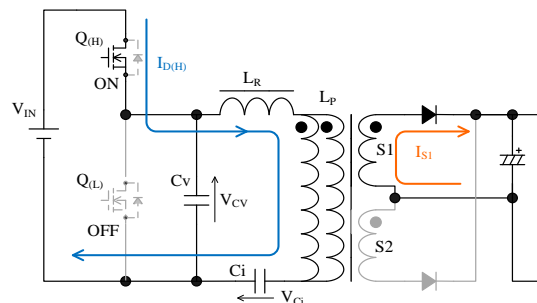 Q(H)
ID(H)
ON
LR
LP
VIN
S1
IS1
Q(L)
Cv
VCV
OFF
S2
Ci
VCi
+